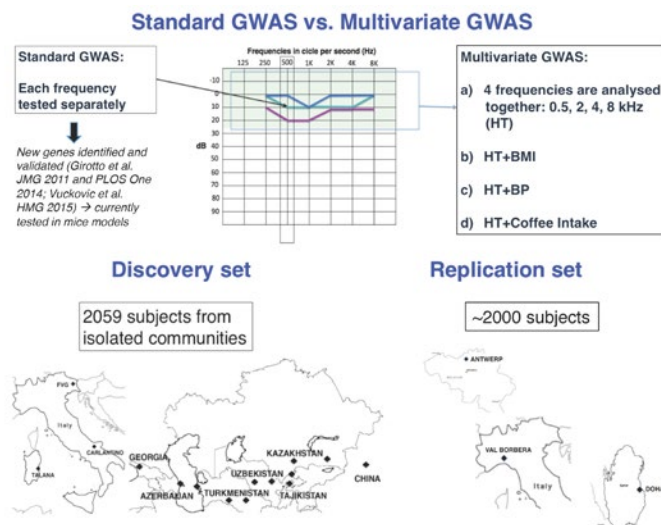 Standard GWAS vs. Multivariate GWAS
Standard GWAS:
Each frequency
tested separately
New genes identified and
validated (Girotto et al.
JMG 2011 and PLOS One
2014; Vuckovic et al.
HMG 2015) → currently
tested in mice models
Frequencies in cicle per second (Hz)
125 250 500 1K 2K 4K 8K
-10
0
10
20
30
40
dB
50
60
70
80
90
Multivariate GWAS:
a) 4 frequencies are analysed
together: 0.5, 2, 4, 8 kHz
(HT)
b) HT+BMI
c) HT+BP
d) HT+Coffee Intake
Discovery set
2059 subjects from
isolated communities
FVG
Italy
CARLANTINO
TALANA
GEORGIA
AZERBAIJAN
TURKMENISTAN
UZBEKISTAN
KAZAKHSTAN
TAJIKISTAN
CHINA
Replication set
~2000 subjects
ANTWERP
VAL BORBERA
Italy
DOHA